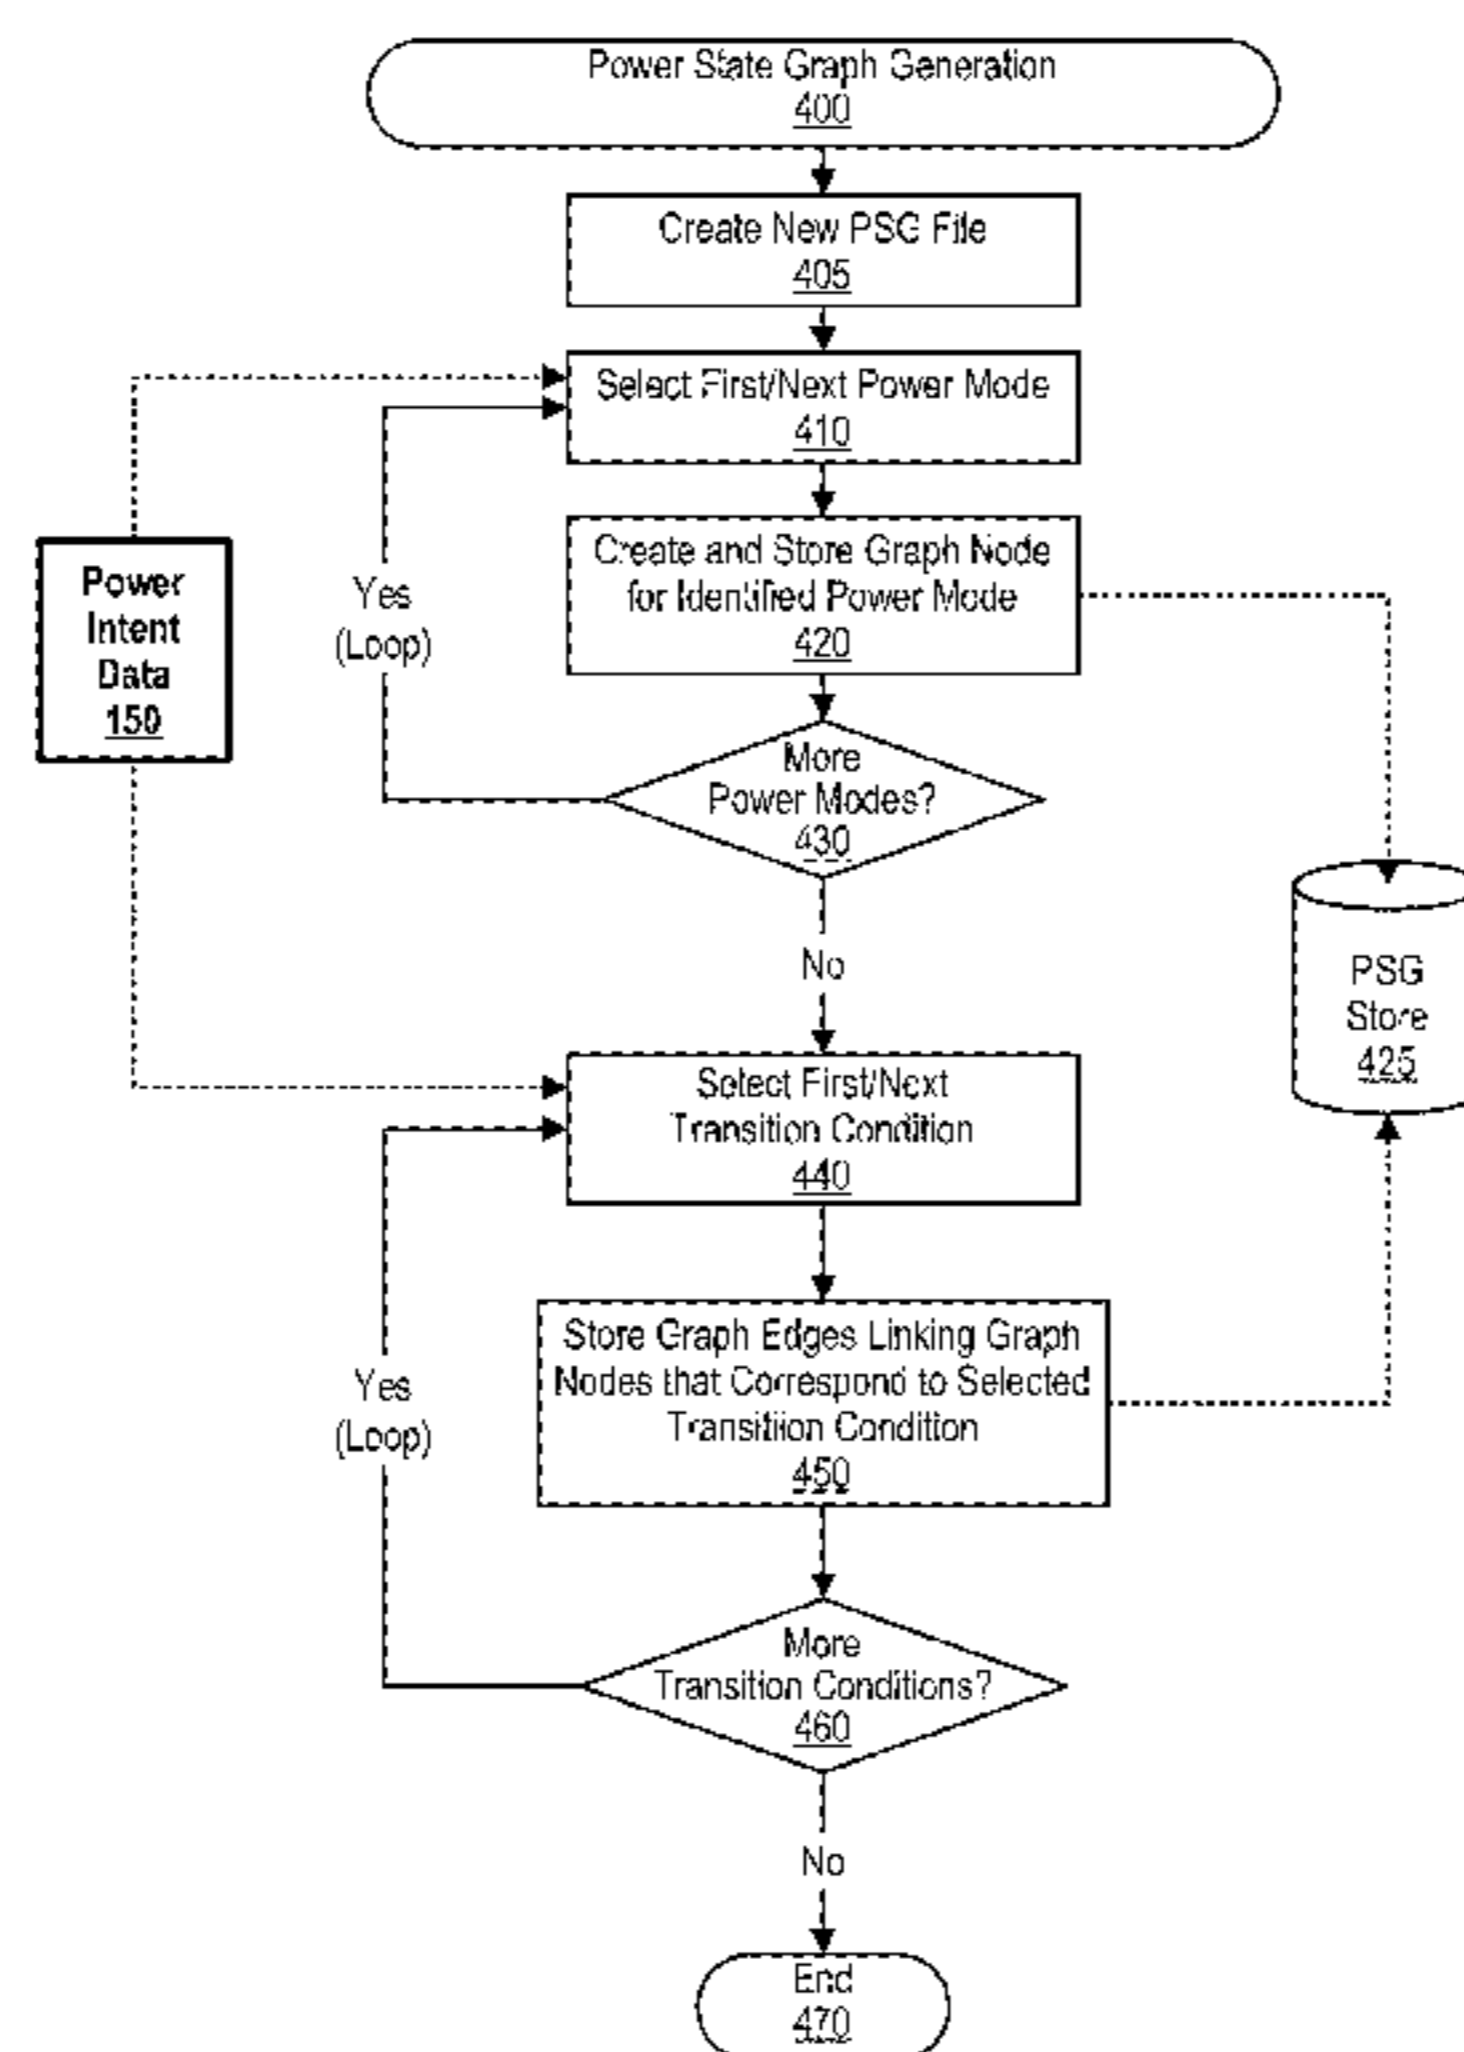 Power State Graph Generation
400
Create New PSG File
405
Select First/Next Power Mode
410
Create and Store Graph Node
for Identified Power Mode
420
Yes
(Loop)
Power
Intent
Data
150
More
Power Modes?
430
No
PSG
Store
425
Select First/Next
Transition Condition
440
Store Graph Edges Linking Graph
Nodes that Correspond to Selected
Transitiion Condition
450
Yes
(Loop)
More
Transition Conditions?
460
No
End
470